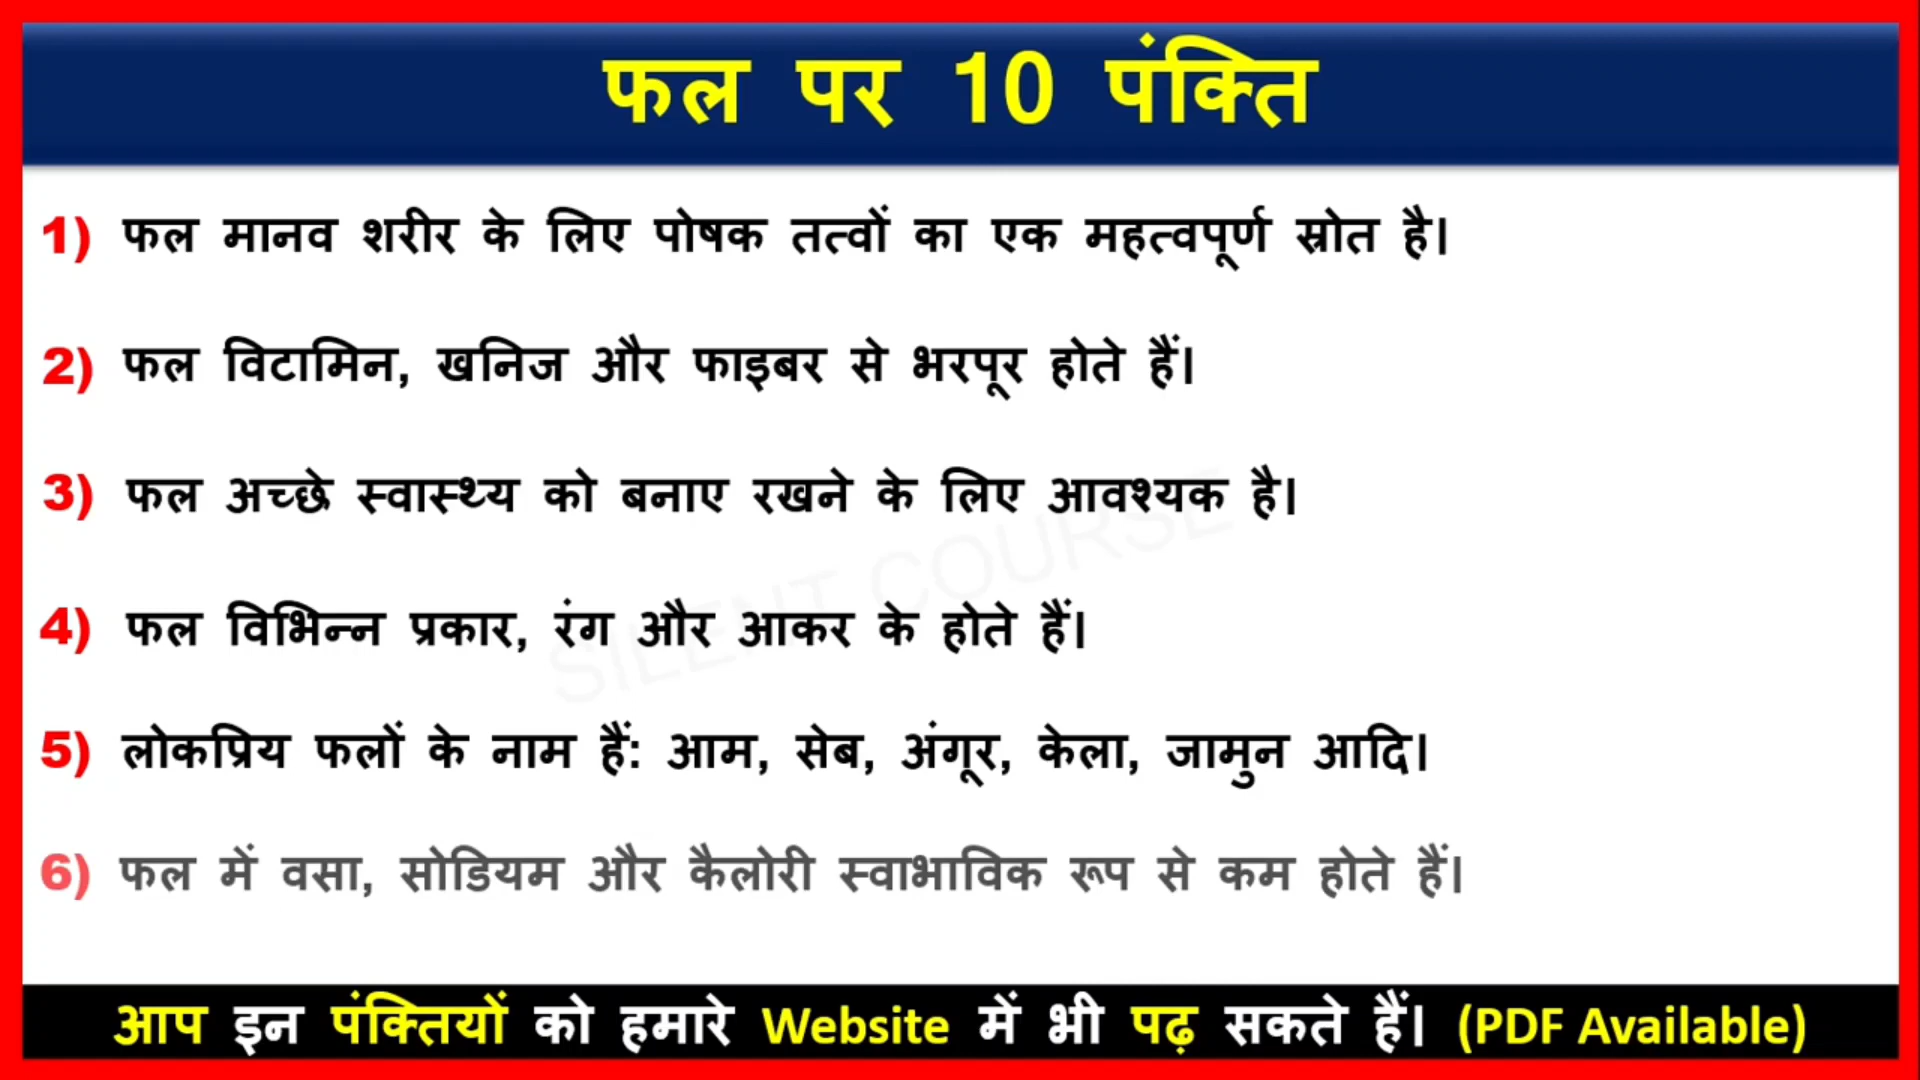 फल पर 10 पंक्ति
1) फल मानव शरीर के लिए पोषक तत्वों का एक महत्वपूर्ण स्रोत है।
2) फल विटामिन, खनिज और फाइबर से भरपूर होते हैं।
3) फल अच्छे स्वास्थ्य को बनाए रखने के लिए आवश्यक है।
4) फल विभिन्न प्रकार, रंग और आकर के होते हैं।
SILENT COURSE
5) लोकप्रिय फलों के नाम हैं: आम, सेब, अंगूर, केला, जामुन आदि।
6) फल में वसा, सोडियम और कैलोरी स्वाभाविक रूप से कम होते हैं।
आप इन पंक्तियों को हमारे Website में भी पढ़ सकते हैं। (PDF Available)